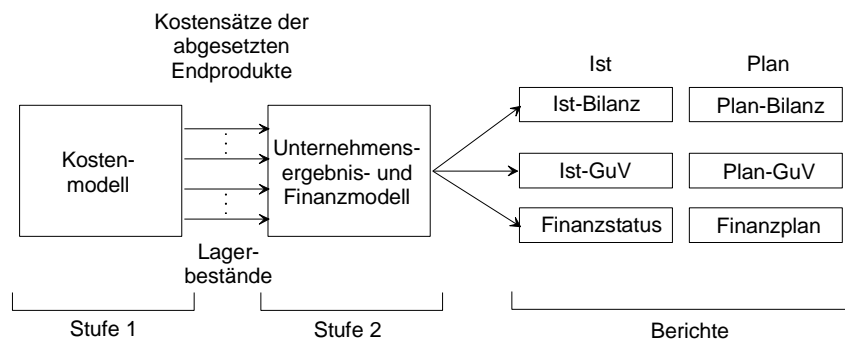 Kostensätze der
abgesetzten
Endprodukte
Ist
Plan
Kosten-
modell
Unternehmens-
ergebnis- und
Finanzmodell
Ist-Bilanz
Plan-Bilanz
Ist-GuV
Plan-GuV
Finanzstatus
Finanzplan
Lager-
bestände
Stufe 1
Stufe 2
Berichte